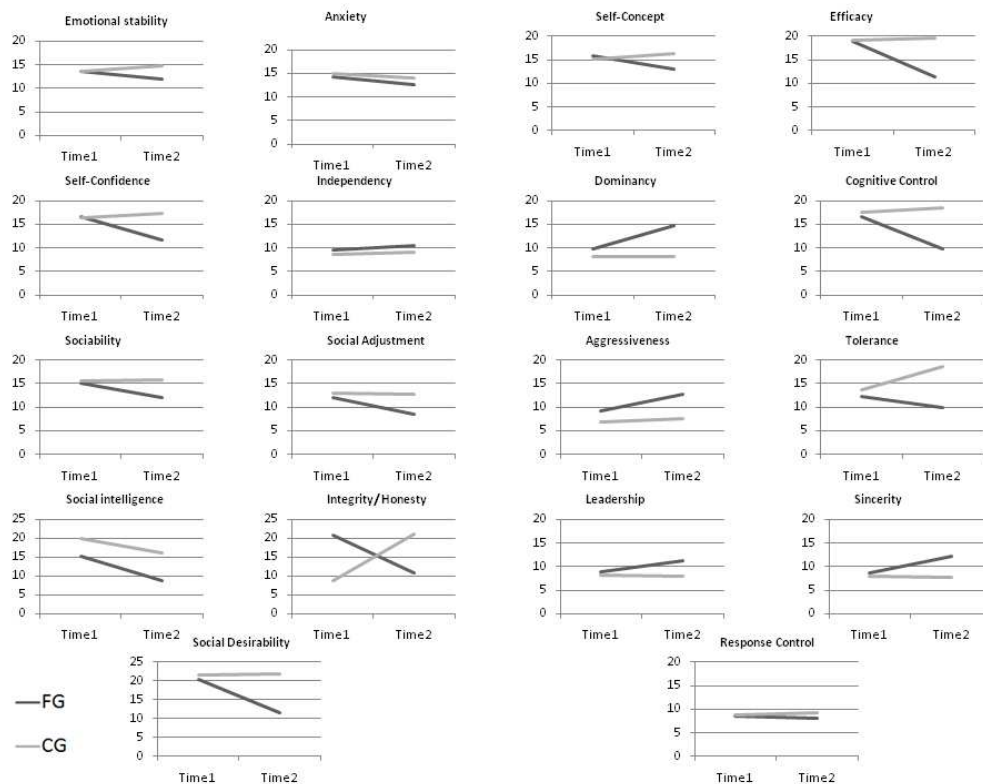 Emotional stability
20
15
10
5
0
Time1 Time2
Anxiety
20
15
10
5
0
Time1 Time2
Self-Concept
20
15
10
5
0
Time1 Time2
Efficacy
20
15
10
5
0
Time1 Time2
Self-Confidence
20
15
10
5
0
Time1 Time2
Independency
20
15
10
5
0
Time1 Time2
Dominancy
20
15
10
5
0
Time1 Time2
Cognitive Control
20
15
10
5
0
Time1 Time2
Sociability
20
15
10
5
0
Time1 Time2
Social Adjustment
20
15
10
5
0
Time1 Time2
Aggressiveness
20
15
10
5
0
Time1 Time2
Tolerance
20
15
10
5
0
Time1 Time2
Social intelligence
25
20
15
10
5
0
Time1 Time2
Integrity/Honesty
25
20
15
10
5
0
Time1 Time2
Leadership
20
15
10
5
0
Time1 Time2
Sincerity
20
15
10
5
0
Time1 Time2
Social Desirability
25
20
15
10
5
0
Time1 Time2
Response Control
20
15
10
5
0
Time1 Time2
FG
CG